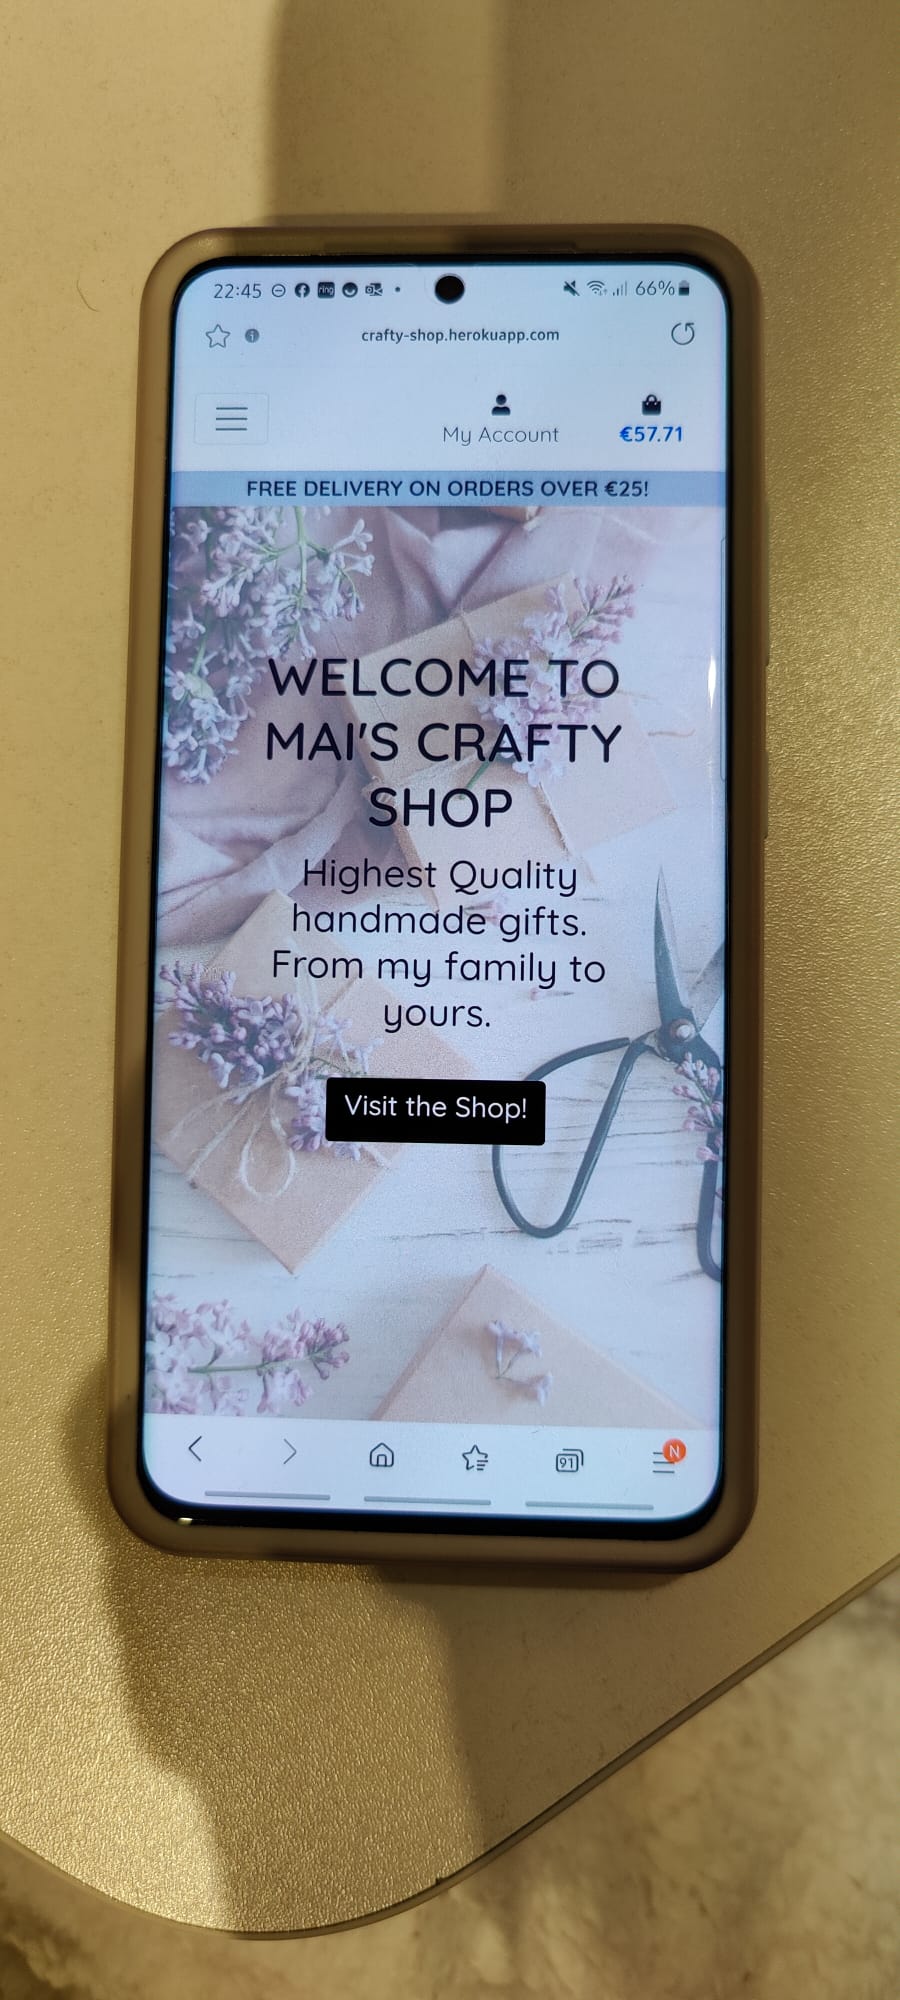 22:45 ring 66%
crafty-shop.herokuapp.com
My Account €57.71
FREE DELIVERY ON ORDERS OVER €25!
WELCOME TO
MAI'S CRAFTY
SHOP
Highest Quality
handmade gifts.
From my family to
yours.
Visit the Shop!
91 N